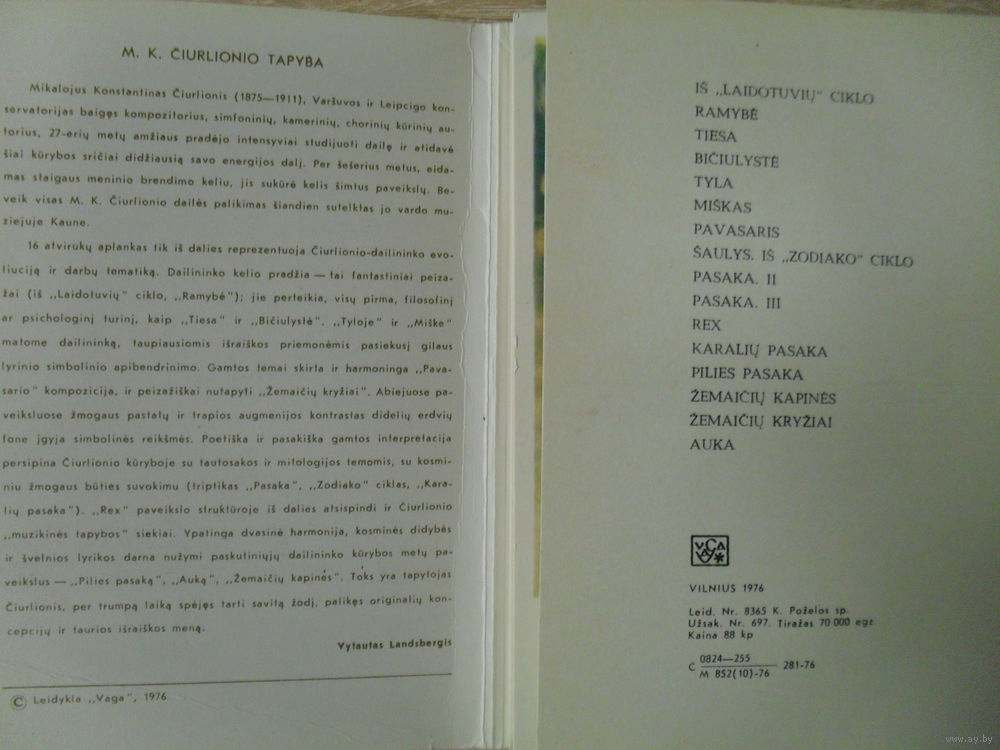 M. K. ČIURLIONIO TAPYBA
Mikalojus Konstantinas Čiurlionis (1875—1911), Varšuvos ir Leipcigo kon-
servatorijas baigęs kompozitorius, simfoninių, kamerinių, chorinių kūrinių au-
torius, 27-erių metų amžiaus pradėjo intensyviai studijuoti dailę ir atidavė
šiai kūrybos sričiai didžiausią savo energijos dalį. Per šešerius metus, eida-
mas staigaus meninio brendimo keliu, jis sukūrė kelis šimtus paveikslų. Be-
veik visas M. K. Čiurlionio dailės palikimas šiandien sutelktas jo vardo mu-
ziejuje Kaune.
16 atvirukų aplankas tik iš dalies reprezentuoja Čiurlionio-dailininko evo-
liuciją ir darbų tematiką. Dailininko kelio pradžia — tai fantastiniai peiza-
žai (iš „Laidotuvių" ciklo, „Ramybė"); jie perteikia, visų pirma, filosofinį
ar psichologinį turinį, kaip „Tiesa" ir „Bičiulystė". „Tyloje" ir „Miške"
matome dailininką, taupiausiomis išraiškos priemonėmis pasiekusį gilaus
lyrinio simbolinio apibendrinimo. Gamtos temai skirta ir harmoninga „Pava-
sario" kompozicija, ir peizažiškai nutapyti „Žemaičių kryžiai". Abiejuose pa-
veiksluose žmogaus pastatų ir trapios augmenijos kontrastas didelių erdvių
fone įgyja simbolinės reikšmės. Poetiška ir pasakiška gamtos interpretacija
persipina Čiurlionio kūryboje su tautosakos ir mitologijos temomis, su kosmi-
niu žmogaus būties suvokimu (triptikas „Pasaka", „Zodiako" ciklas, „Kara-
lių pasaka"). „Rex" paveikslo struktūroje iš dalies atsispindi ir Čiurlionio
„muzikinės tapybos" siekiai. Ypatinga dvasinė harmonija, kosminės didybės
ir švelnios lyrikos darna nužymi paskutiniųjų dailininko kūrybos metų pa-
veikslus — „Pilies pasaką", „Auką", „Žemaičių kapinės". Toks yra tapytojas
Čiurlionis, per trumpą laiką spėjęs tarti savitą žodį, palikęs originalių kon-
cepcijų ir taurios išraiškos meną.
Vytautas Landsbergis
© Leidykla „Vaga", 1976
IŠ „LAIDOTUVIŲ" CIKLO
RAMYBĖ
TIESA
BIČIULYSTĖ
TYLA
MIŠKAS
PAVASARIS
ŠAULYS. IŠ „ZODIAKO" CIKLO
PASAKA. II
PASAKA. III
REX
KARALIŲ PASAKA
PILIES PASAKA
ŽEMAIČIŲ KAPINĖS
ŽEMAIČIŲ KRYŽIAI
AUKA
VILNIUS 1976
Leid. Nr. 8365 K. Poželos sp.
Užsak. Nr. 697. Tiražas 70 000 egz.
Kaina 88 kp
Č 0824—255 281-76
M 852(10)-76
www.ay.by